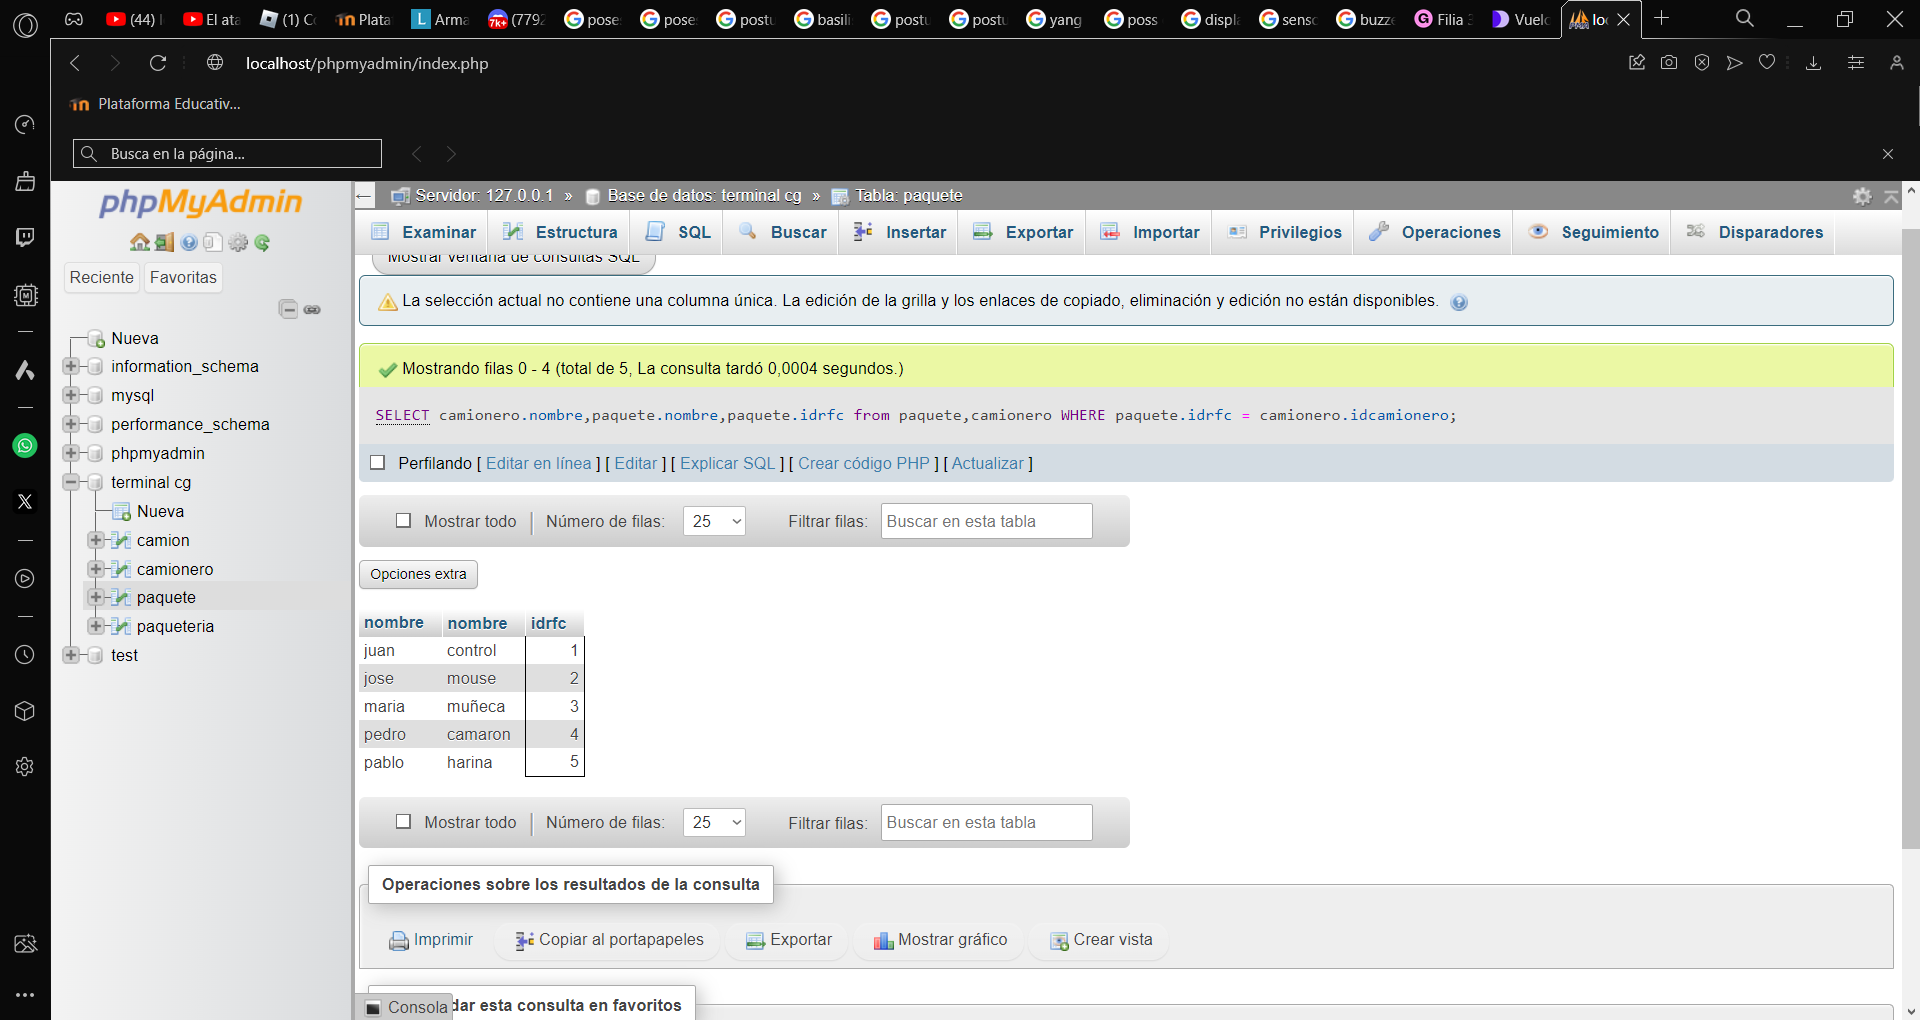 (44) I
El ata
(1) C
Plata
Arma
(779
pose
pose
postu
basili
postu
postu
yang
poss
displ
senso
buzze
Filia 3
Vuelo
lo
localhost/phpmyadmin/index.php
Plataforma Educativ...
Busca en la página...
phpMyAdmin
Reciente Favoritas
Nueva
information_schema
mysql
performance_schema
phpmyadmin
terminal cg
Nueva
camion
camionero
paquete
paqueteria
test
Servidor: 127.0.0.1 » Base de datos: terminal cg » Tabla: paquete
Examinar Estructura SQL Buscar Insertar Exportar Importar Privilegios Operaciones Seguimiento Disparadores
Mostrar ventana de consultas SQL
La selección actual no contiene una columna única. La edición de la grilla y los enlaces de copiado, eliminación y edición no están disponibles.
Mostrando filas 0 - 4 (total de 5, La consulta tardó 0,0004 segundos.)
SELECT camionero.nombre,paquete.nombre,paquete.idrfc from paquete,camionero WHERE paquete.idrfc = camionero.idcamionero;
Perfilando [ Editar en línea ] [ Editar ] [ Explicar SQL ] [ Crear código PHP ] [ Actualizar ]
Mostrar todo | Número de filas: 25 Filtrar filas: Buscar en esta tabla
Opciones extra
nombre nombre idrfc
juan control 1
jose mouse 2
maria muñeca 3
pedro camaron 4
pablo harina 5
Mostrar todo | Número de filas: 25 Filtrar filas: Buscar en esta tabla
Operaciones sobre los resultados de la consulta
Imprimir Copiar al portapapeles Exportar Mostrar gráfico Crear vista
Consola
dar esta consulta en favoritos